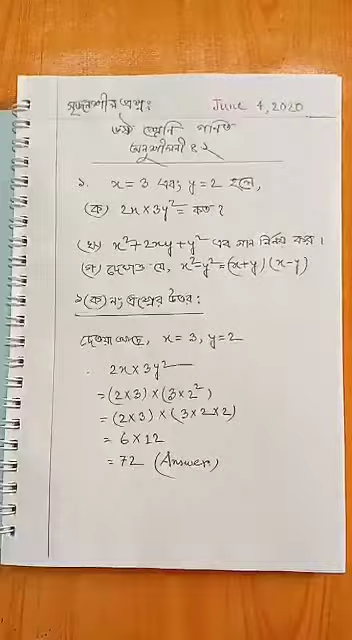 সৃজনশীল প্রশ্ন: June 4, 2020
৬ষ্ঠ শ্রেণি গণিত
অনুশীলনী ৪.২
১. x = 3 এবং y = 2 হলে,
(ক) 2x × 3y² = কত?
(খ) x² + 2xy + y² এর মান নির্ণয় কর।
(গ) দেখাও যে, x² - y² = (x+y) (x-y)
১(ক) নং প্রশ্নের উত্তর:
দেওয়া আছে, x = 3, y = 2
2x × 3y²
= (2×3) × (3×2²)
= (2×3) × (3×2×2)
= 6×12
= 72 (Answer)